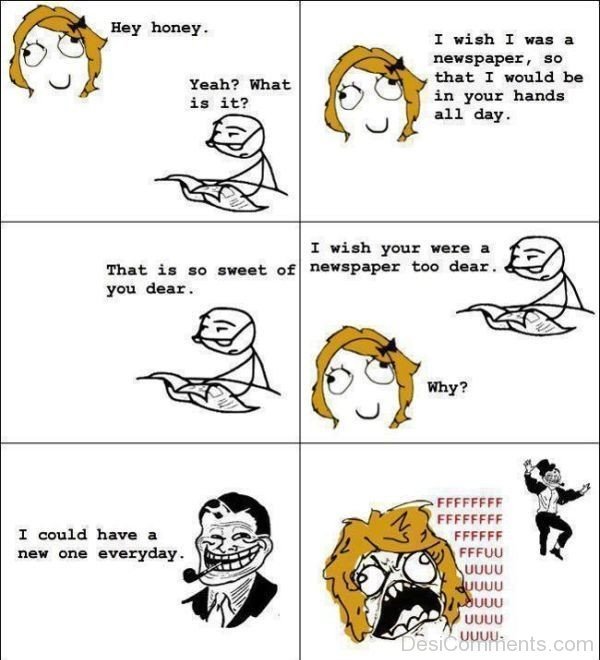 Hey honey.
Yeah? What
is it?
I wish I was a
newspaper, so
that I would be
in your hands
all day.
That is so sweet of
you dear.
I wish your were a
newspaper too dear.
Why?
I could have a
new one everyday.
FFFFFFFF
FFFFFFFF
FFFFFF
FFFUU
UUUU
UUUU
UUUU
UUUU
UUUU-
DesiComments.com